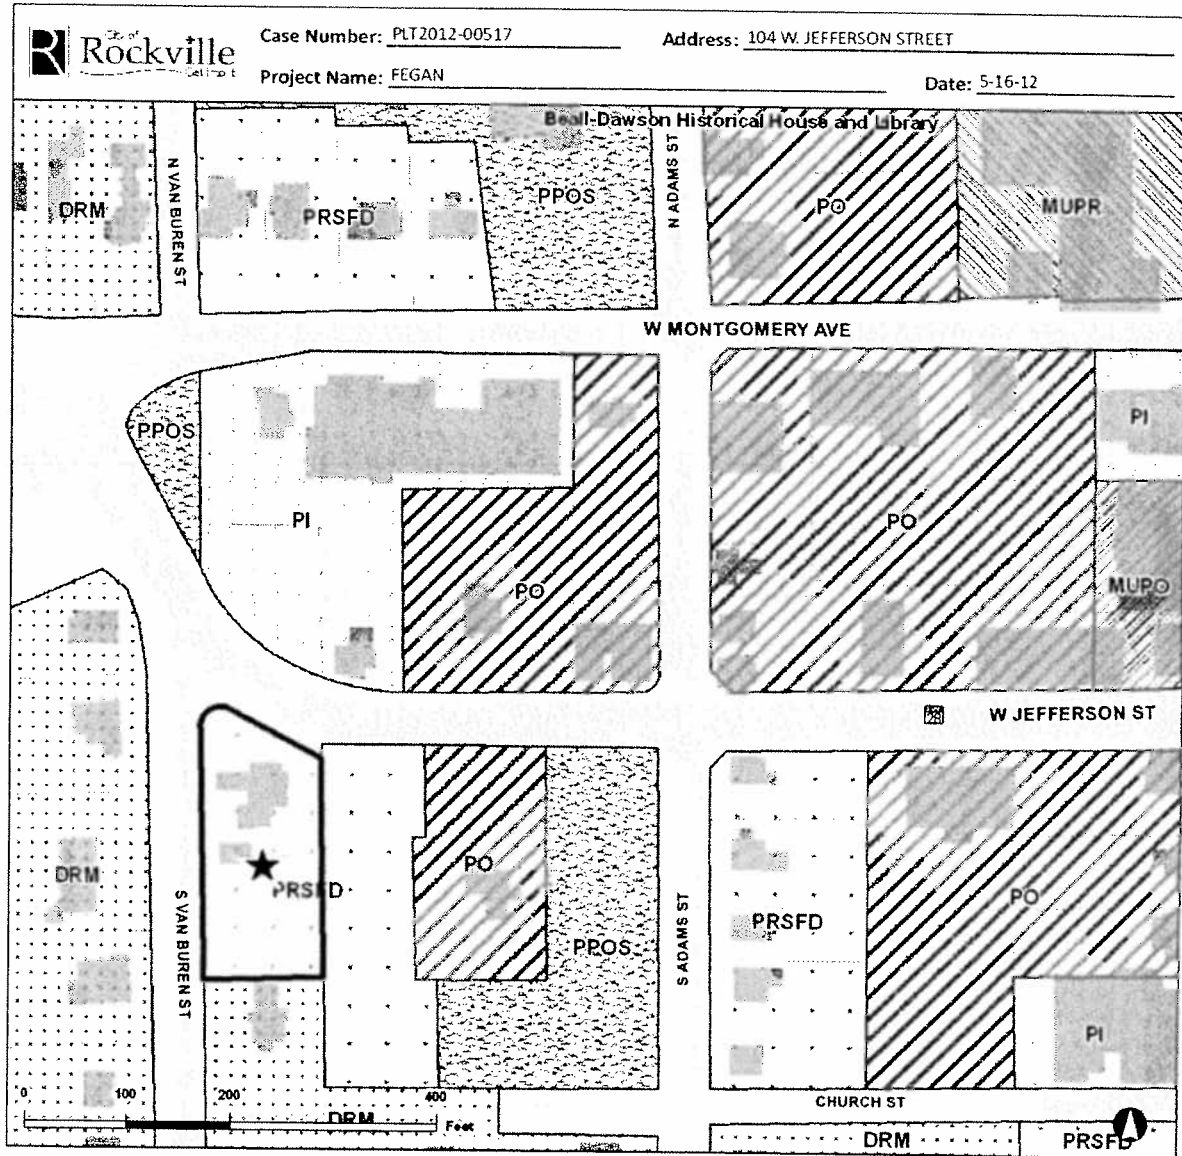 City of
Rockville
Case Number: PLT2012-00517
Address: 104 W. JEFFERSON STREET
Project Name: FEGAN
Date: 5-16-12
Beall-Dawson Historical House and Library
N VAN BUREN ST
N ADAMS ST
DRM
PRSFD
PPOS
PO
MUPR
W MONTGOMERY AVE
PPOS
PI
PI
PO
PO
MUPO
W JEFFERSON ST
DRM
S VAN BUREN ST
PRSFD
PO
PPOS
S ADAMS ST
PRSFD
PO
PI
0 100 200 400
Feet
DRM
CHURCH ST
DRM
PRSFD